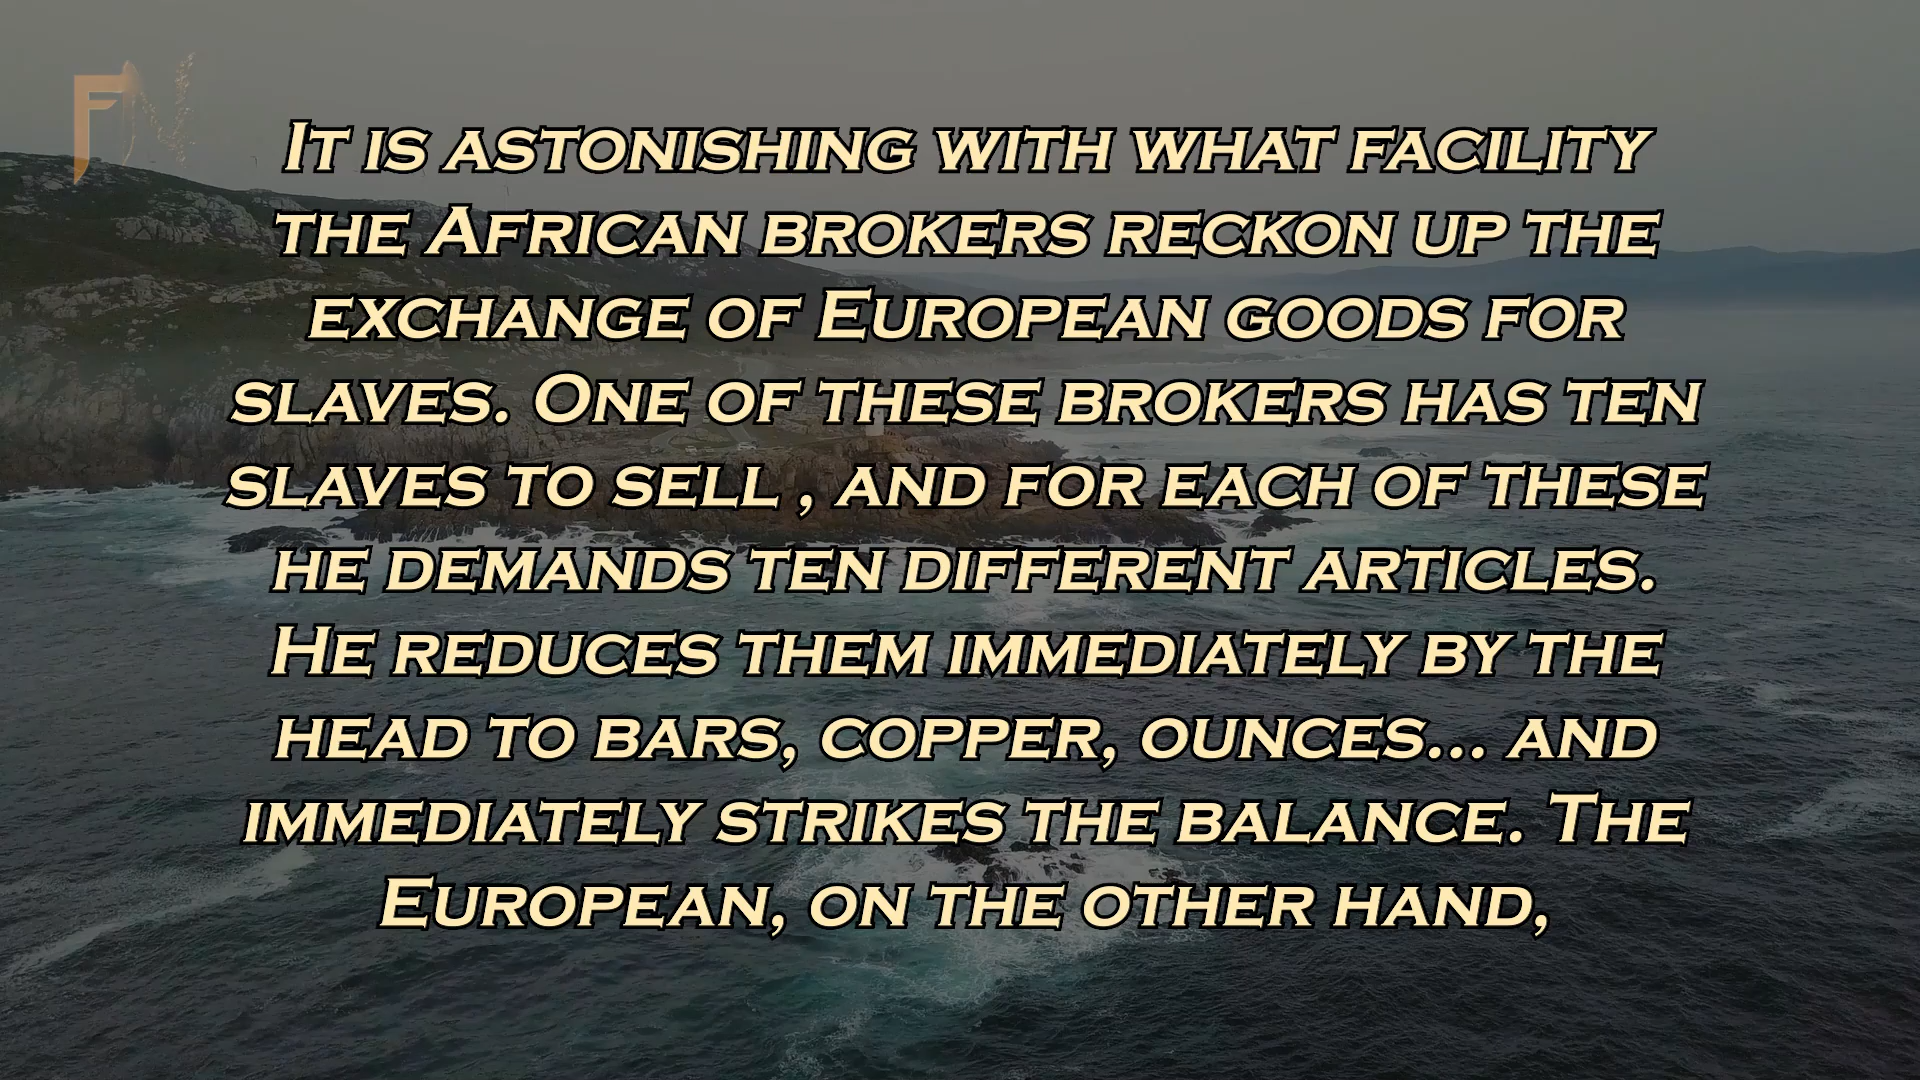 FN
It is astonishing with what facility
the African brokers reckon up the
exchange of European goods for
slaves. One of these brokers has ten
slaves to sell , and for each of these
he demands ten different articles.
He reduces them immediately by the
head to bars, copper, ounces... and
immediately strikes the balance. The
European, on the other hand,